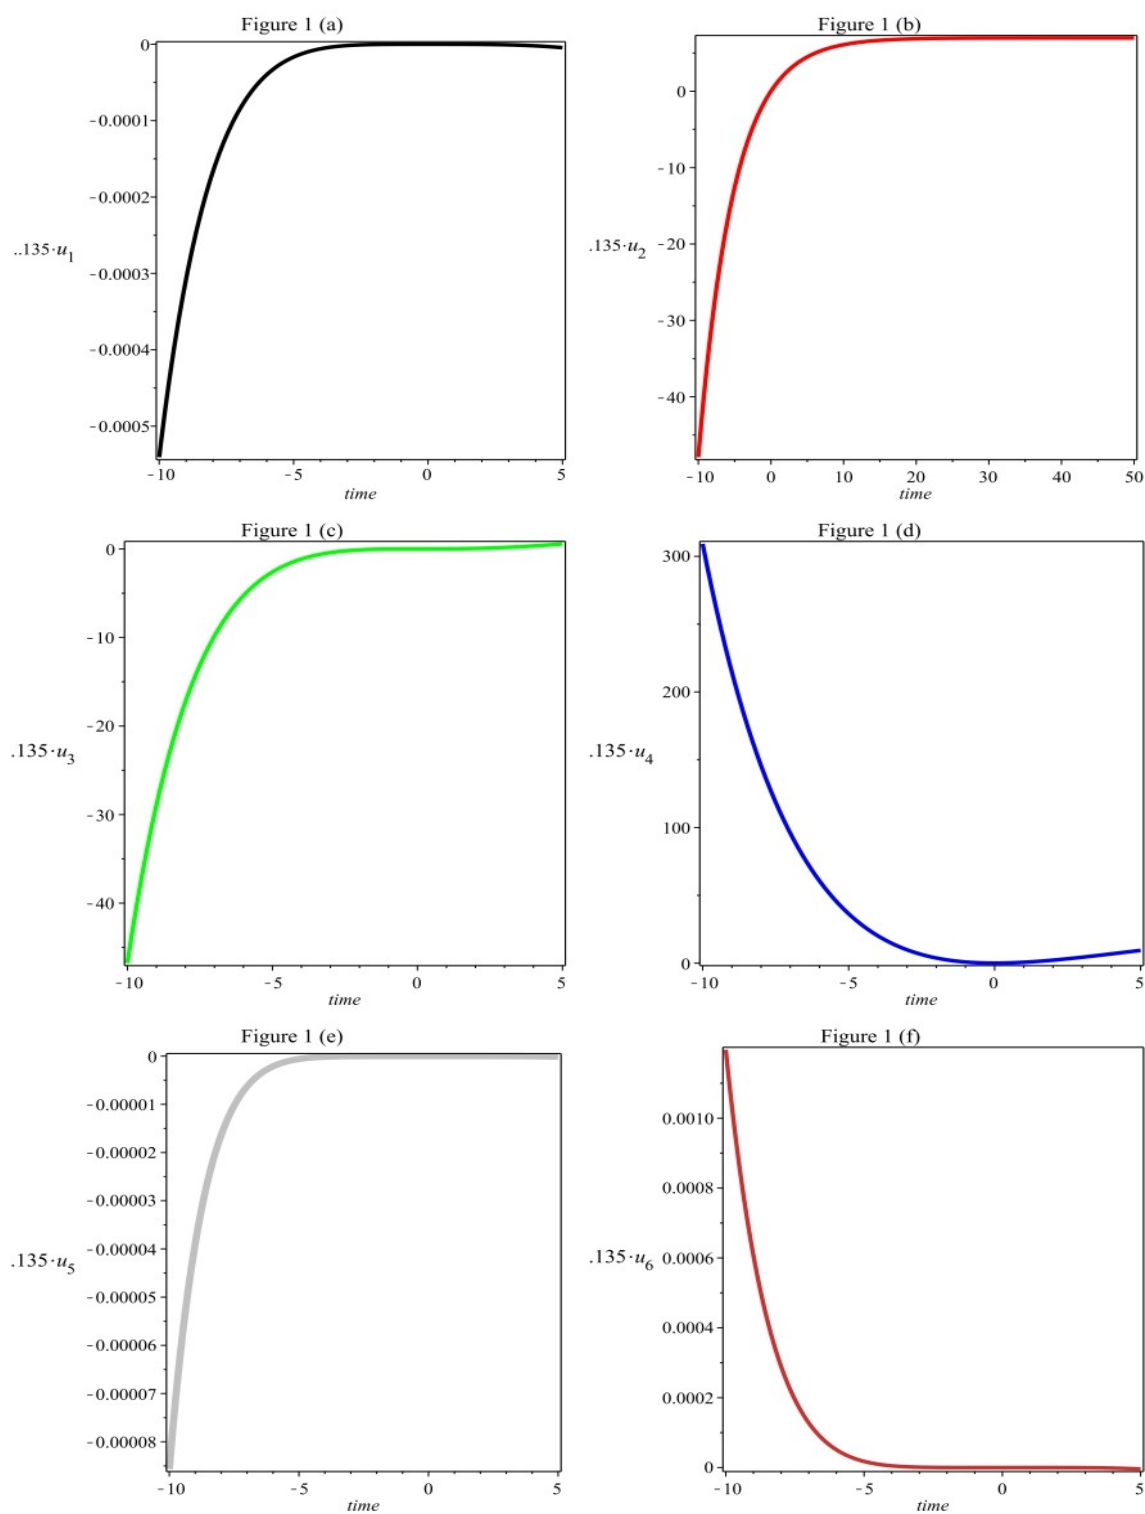 Figure 1 (a)
0
-0.0001
-0.0002
..135·u1
-0.0003
-0.0004
-0.0005
-10 -5 0 5
time
Figure 1 (b)
0
-10
.135·u2
-20
-30
-40
-10 0 10 20 30 40 50
time
Figure 1 (c)
0
-10
-20
.135·u3
-30
-40
-10 -5 0 5
time
Figure 1 (d)
300
200
.135·u4
100
0
-10 -5 0 5
time
Figure 1 (e)
0
-0.00001
-0.00002
-0.00003
-0.00004
.135·u5
-0.00005
-0.00006
-0.00007
-0.00008
-10 -5 0 5
time
Figure 1 (f)
0.0010
0.0008
0.0006
.135·u6
0.0004
0.0002
0
-10 -5 0 5
time